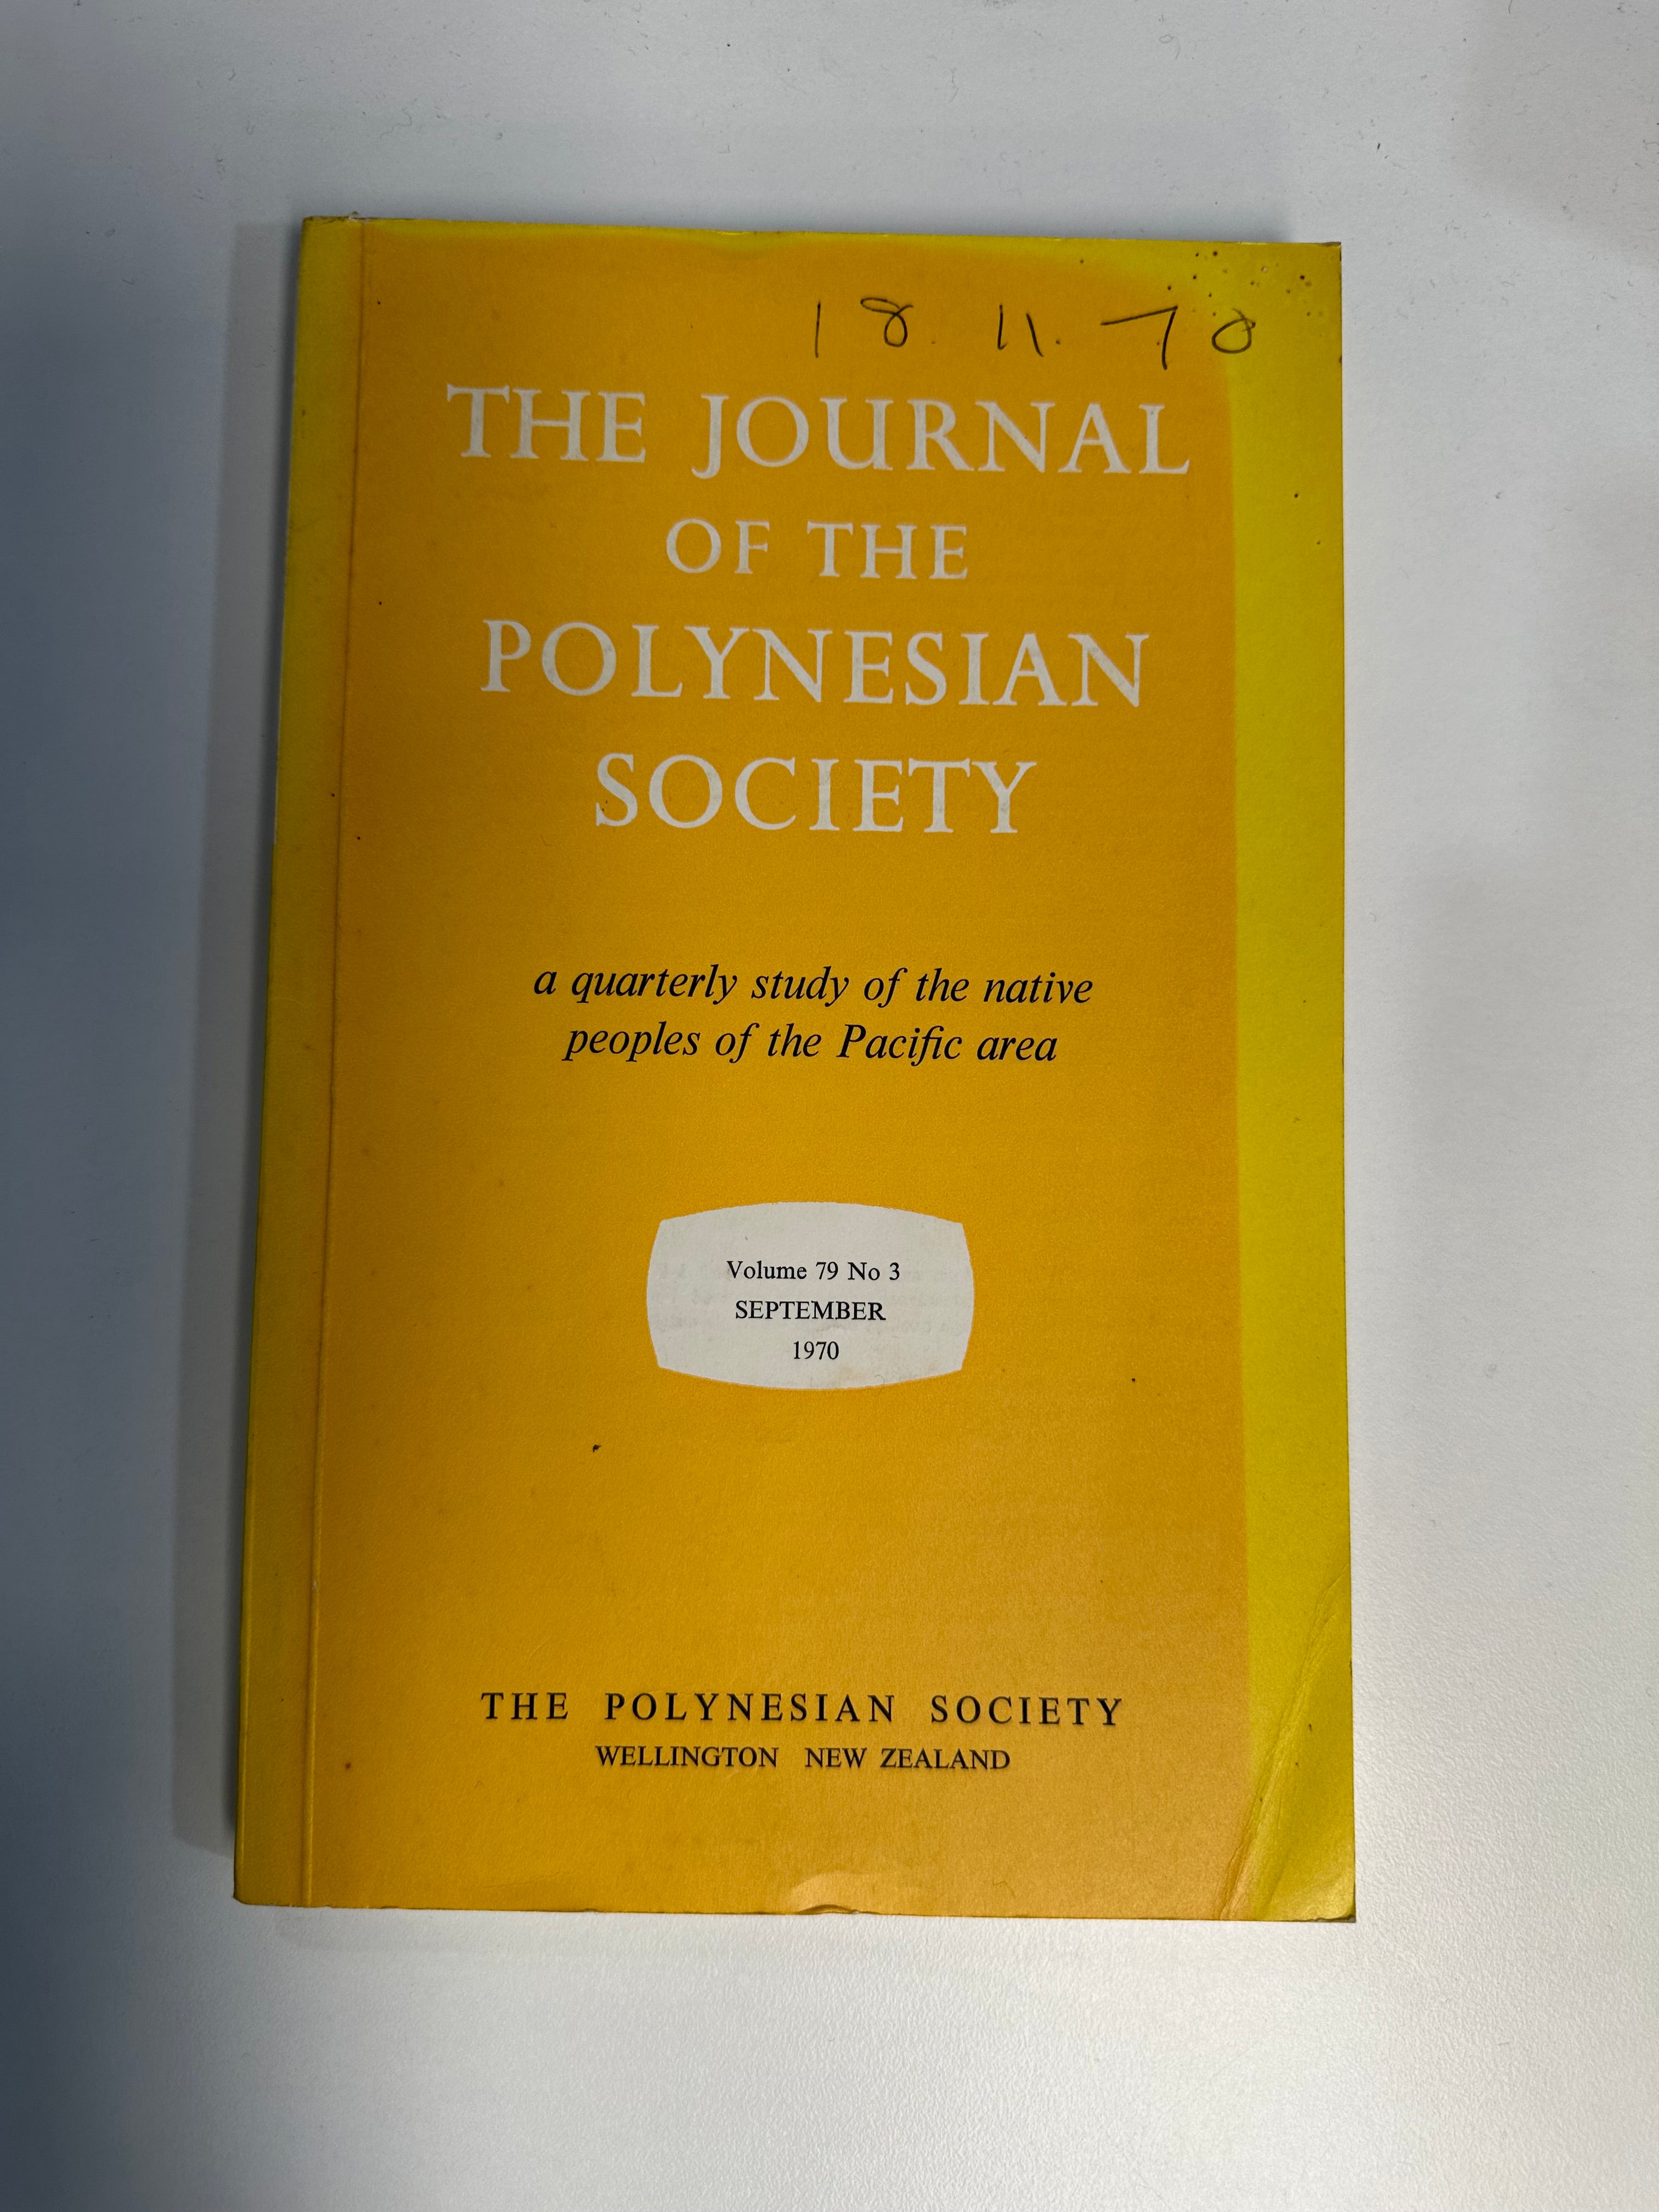 18. 11. 70
THE JOURNAL
OF THE
POLYNESIAN
SOCIETY
a quarterly study of the native
peoples of the Pacific area
Volume 79 No 3
SEPTEMBER
1970
THE POLYNESIAN SOCIETY
WELLINGTON NEW ZEALAND